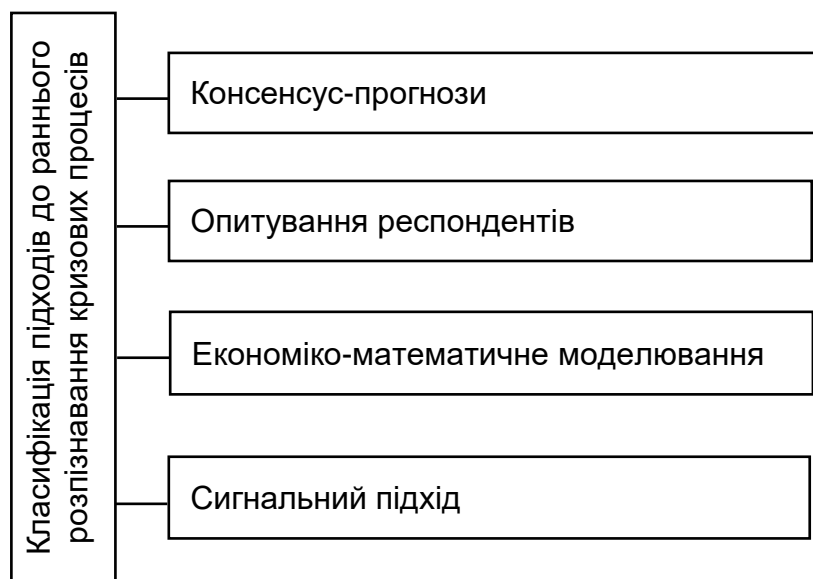 Класифікація підходів до раннього
розпізнавання кризових процесів
Консенсус-прогнози
Опитування респондентів
Економіко-математичне моделювання
Сигнальний підхід